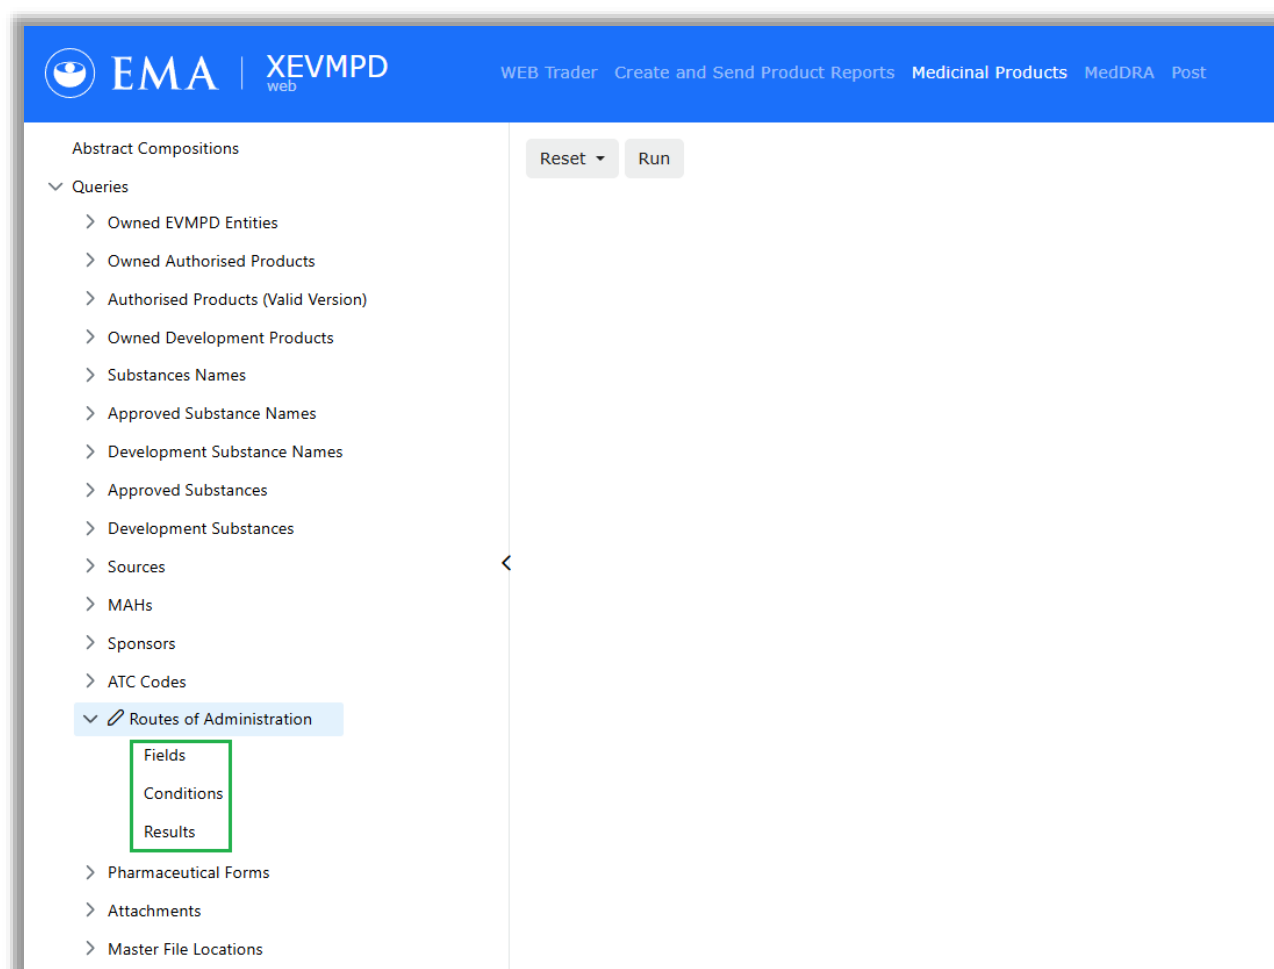 EMA
XEVMPD
web
WEB Trader Create and Send Product Reports Medicinal Products MedDRA Post
Abstract Compositions
Queries
Owned EVMPD Entities
Owned Authorised Products
Authorised Products (Valid Version)
Owned Development Products
Substances Names
Approved Substance Names
Development Substance Names
Approved Substances
Development Substances
Sources
MAHs
Sponsors
ATC Codes
Routes of Administration
Fields
Conditions
Results
Pharmaceutical Forms
Attachments
Master File Locations
Reset Run